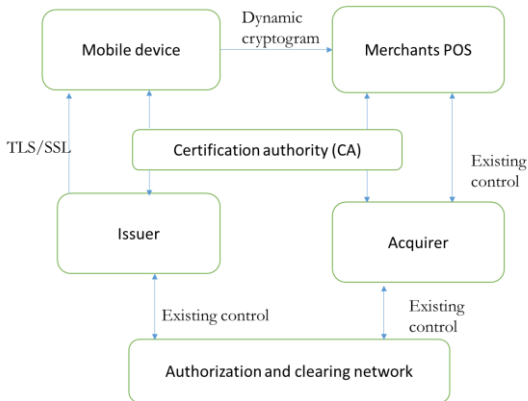 Dynamic
cryptogram
Mobile device
Merchants POS
TLS/SSL
Certification authority (CA)
Existing
control
Issuer
Acquirer
Existing control
Existing
control
Authorization and clearing network